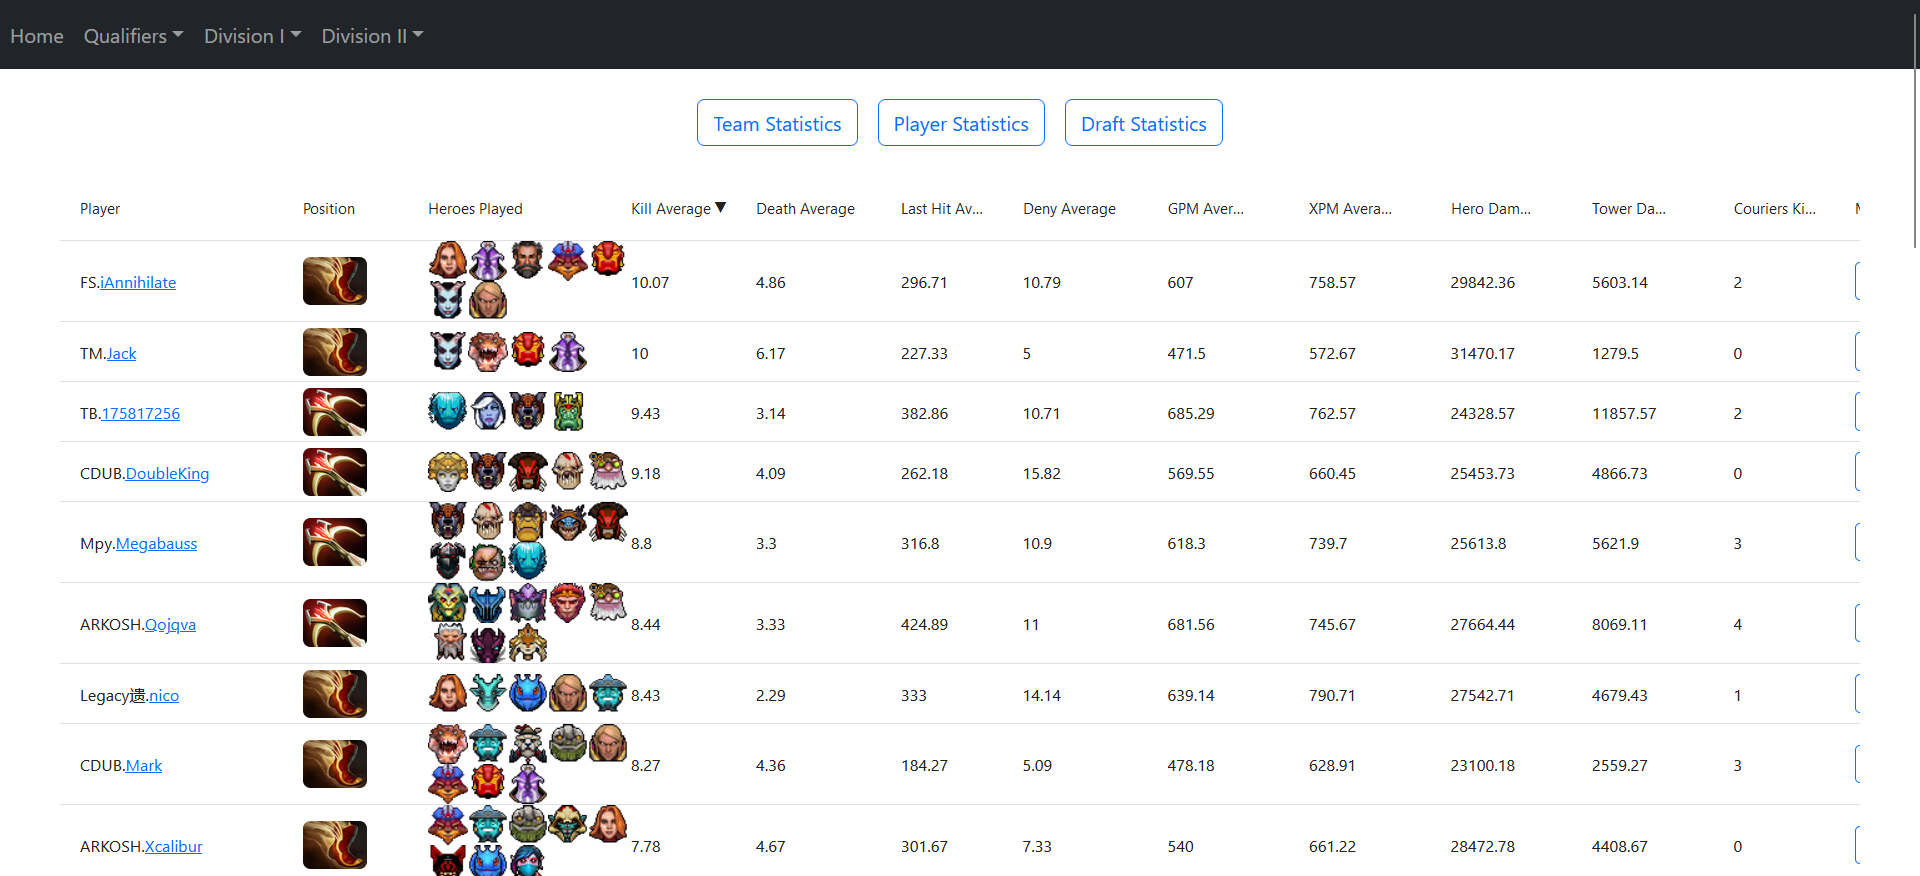 Home Qualifiers Division I Division II
Team Statistics Player Statistics Draft Statistics
Player Position Heroes Played Kill Average▼ Death Average Last Hit Av... Deny Average GPM Aver... XPM Avera... Hero Dam... Tower Da... Couriers Ki...
FS.iAnnihilate 10.07 4.86 296.71 10.79 607 758.57 29842.36 5603.14 2
TM.Jack 10 6.17 227.33 5 471.5 572.67 31470.17 1279.5 0
TB.175817256 9.43 3.14 382.86 10.71 685.29 762.57 24328.57 11857.57 2
CDUB.DoubleKing 9.18 4.09 262.18 15.82 569.55 660.45 25453.73 4866.73 0
Mpy.Megabauss 8.8 3.3 316.8 10.9 618.3 739.7 25613.8 5621.9 3
ARKOSH.Qojqva 8.44 3.33 424.89 11 681.56 745.67 27664.44 8069.11 4
Legacy遗.nico 8.43 2.29 333 14.14 639.14 790.71 27542.71 4679.43 1
CDUB.Mark 8.27 4.36 184.27 5.09 478.18 628.91 23100.18 2559.27 3
ARKOSH.Xcalibur 7.78 4.67 301.67 7.33 540 661.22 28472.78 4408.67 0